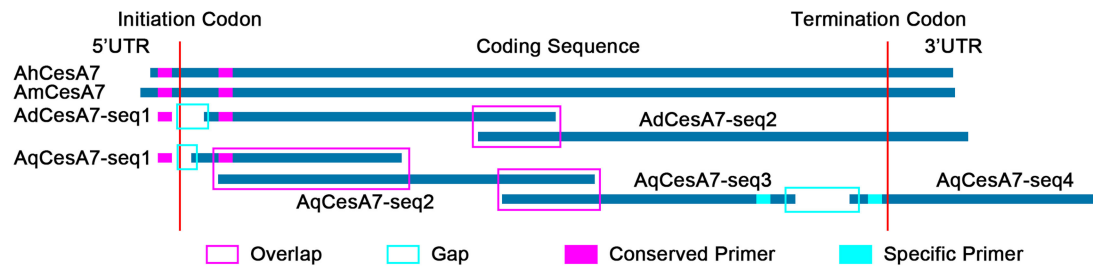 Initiation Codon Termination Codon
5’UTR Coding Sequence 3’UTR
AhCesA7
AmCesA7
AdCesA7-seq1 AdCesA7-seq2
AqCesA7-seq1
AqCesA7-seq3 AqCesA7-seq4
AqCesA7-seq2
Overlap Gap Conserved Primer Specific Primer